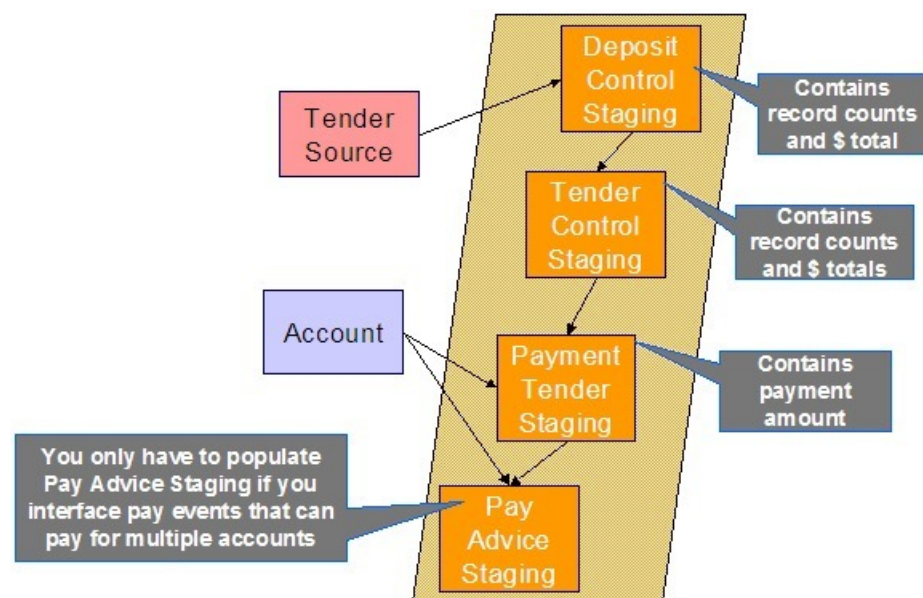 Deposit
Control
Staging
Contains
record counts
and $ total
Tender
Source
Tender
Control
Staging
Contains
record counts
and $ totals
Account
Payment
Tender
Staging
Contains
payment
amount
You only have to populate
Pay Advice Staging if you
interface pay events that can
pay for multiple accounts
Pay
Advice
Staging